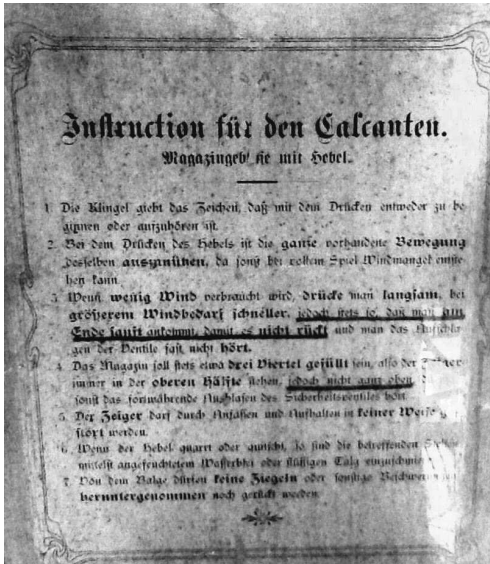 Instruction für den Calcanten.
Magazingeb se mit Hebel.
1. Die Klingel giebt das Zeichen, daß mit dem Drücken entweder zu be
ginnen oder aufzuhören ist.
2. Bei dem Drücken des Hebels ist die ganze vorhandene Bewegung
desselben auszunützen, da sonst bei vollem Spiel Windmangel entste
hen kann.
3. Wenn wenig Wind verbraucht wird, drücke man langsam, bei
größerem Windbedarf schneller, jedoch stets so, daß man am
Ende sanft ankommt, damit es nicht rückt und man das Aufschla
gen der Ventile fast nicht hört.
4. Das Magazin soll stets etwa drei Viertel gefüllt sein, also der
immer in der oberen Hälfte stehen, jedoch nicht ganz oben, d
sonst das fortwährende Ausblasen des Sicherheitsventiles hört.
5. Der Zeiger darf durch Anfassen und Aufhalten in keiner Weise g
stört werden.
6. Wenn der Hebel quarrt oder quitscht, so sind die betreffenden
mittelst angefeuchtetem Wasserblei oder flüssigen Talg einzuschmie
7. Von dem Balge dürfen keine Ziegeln oder sonstige
heruntergenommen noch gerückt werden.